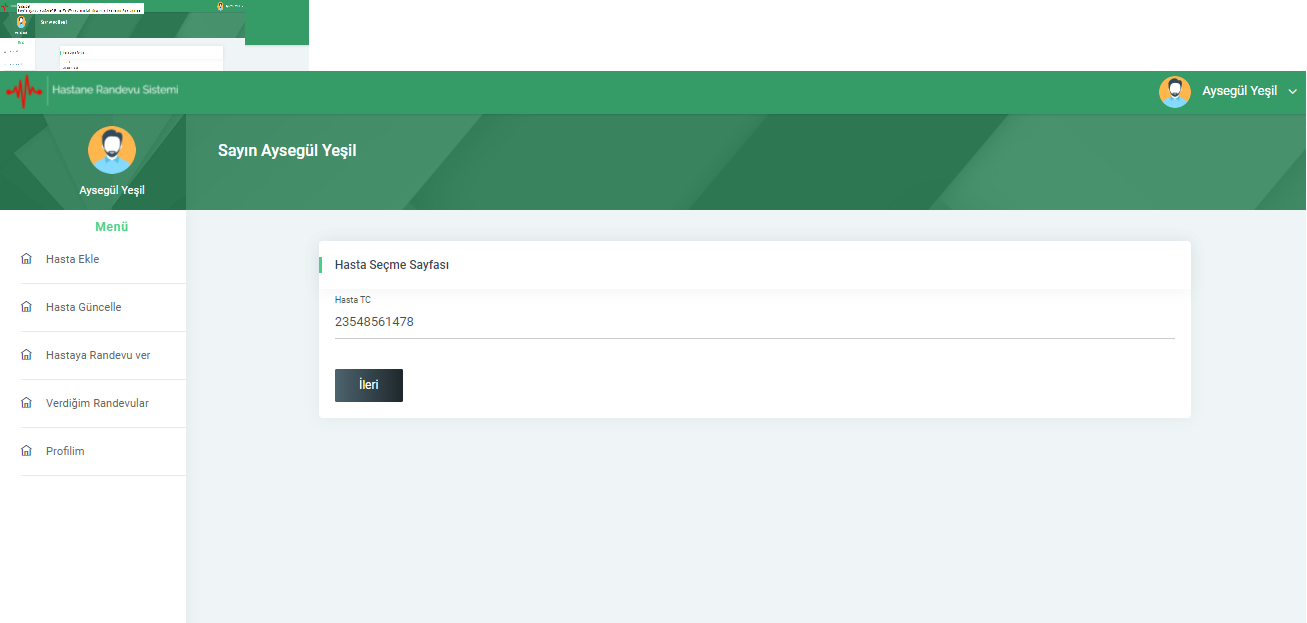 Hastane Randevu Sistemi
Aysegül Yeşil
Sayın Aysegül Yeşil
Aysegül Yeşil
Menü
Hasta Ekle
Hasta Güncelle
Hastaya Randevu ver
Verdiğim Randevular
Profilim
Hasta Seçme Sayfası
Hasta TC
23548561478
İleri